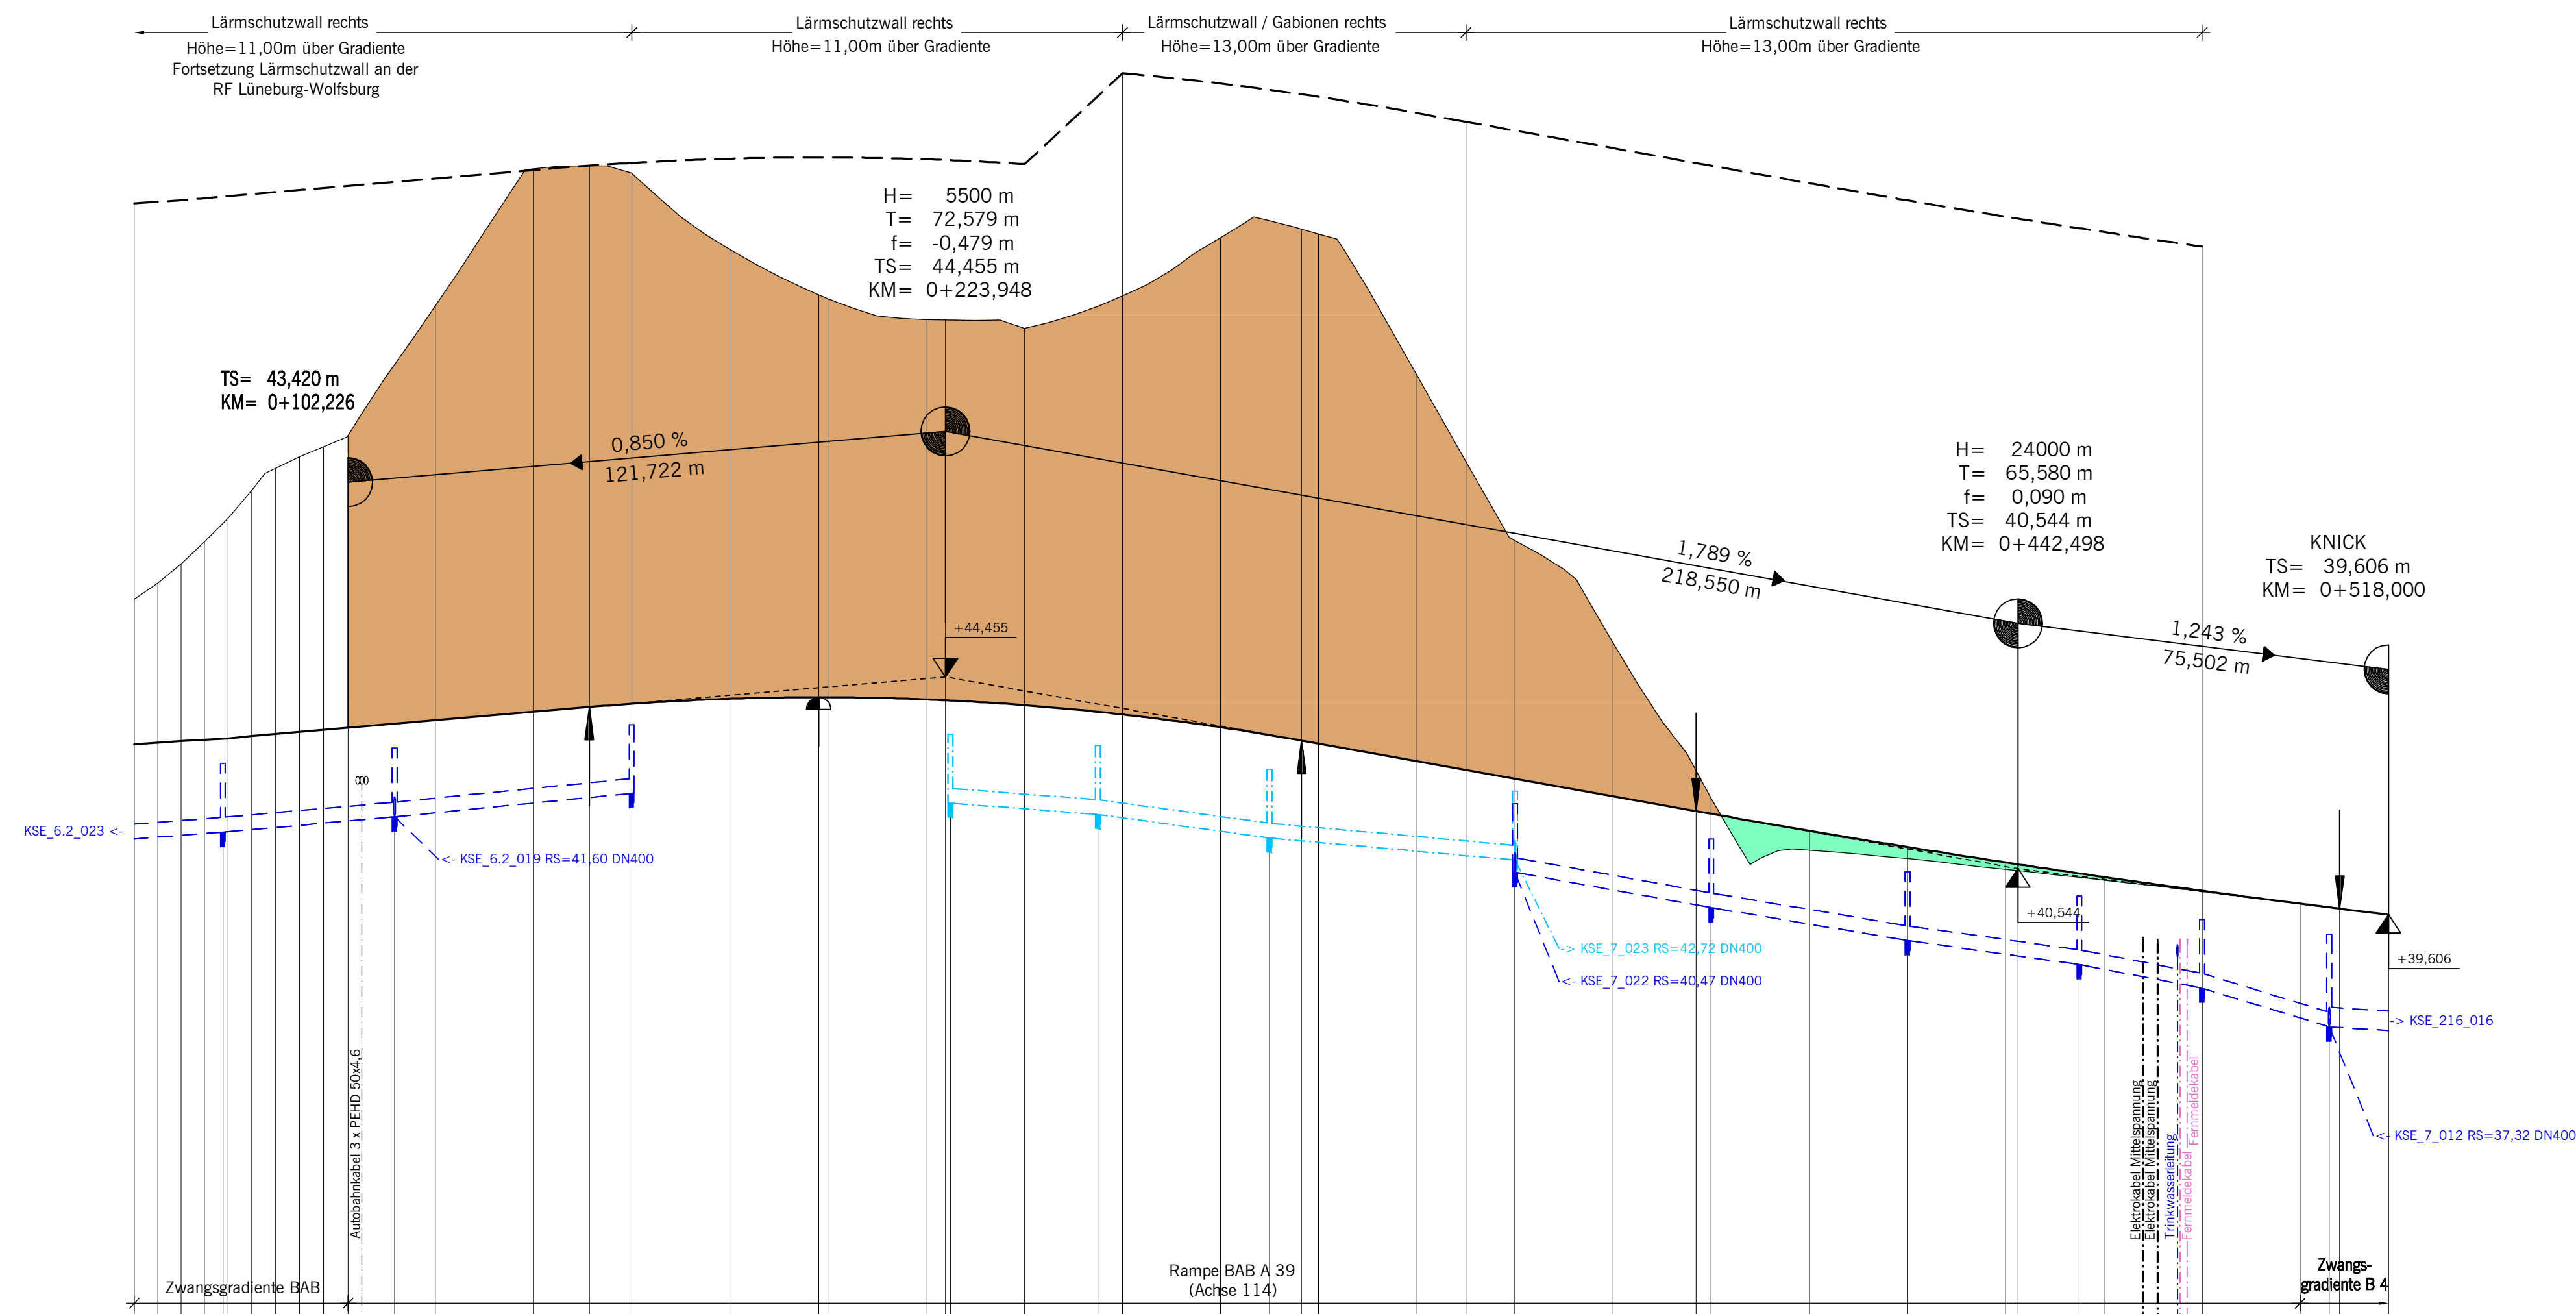 Lärmschutzwall rechts
Höhe=11,00m über Gradiente
Fortsetzung Lärmschutzwall an der
RF Lüneburg-Wolfsburg
Lärmschutzwall rechts
Höhe=11,00m über Gradiente
Lärmschutzwall / Gabionen rechts
Höhe=13,00m über Gradiente
Lärmschutzwall rechts
Höhe=13,00m über Gradiente
H= 5500 m
T= 72,579 m
f= -0,479 m
TS= 44,455 m
KM= 0+223,948
TS= 43,420 m
KM= 0+102,226
0,850 %
121,722 m
H= 24000 m
T= 65,580 m
f= 0,090 m
TS= 40,544 m
KM= 0+442,498
1,789 %
218,550 m
KNICK
TS= 39,606 m
KM= 0+518,000
1,243 %
75,502 m
+44,455
KSE_6.2_023 <-
<- KSE_6.2_019 RS=41,60 DN400
-> KSE_7_023 RS=42,72 DN400
<- KSE_7_022 RS=40,47 DN400
+40,544
+39,606
-> KSE_216_016
<- KSE_7_012 RS=37,32 DN400
Autobahnkabel 3 x PEHD 50x4,6
Elektrokabel Mittelspannung
Elektrokabel Mittelspannung
Trinkwasserleitung
Fernmeldekabel
Fernmeldekabel
Zwangsgradiente BAB
Rampe BAB A 39
(Achse 114)
Zwangs-
gradiente B 4